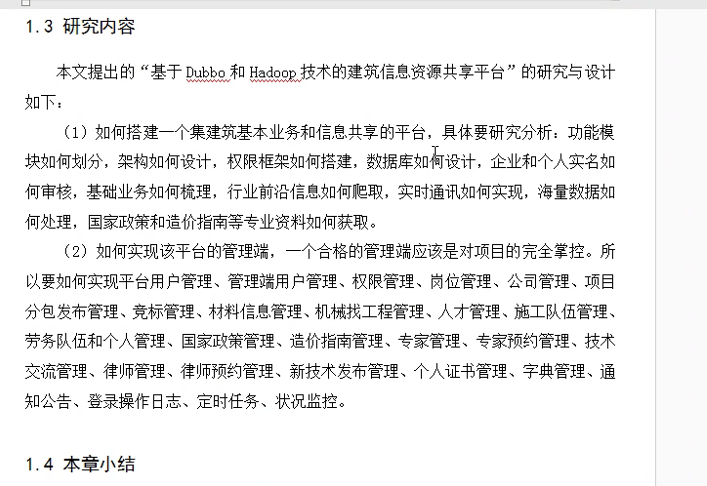 1.3 研究内容
本文提出的“基于 Dubbo 和 Hadoop 技术的建筑信息资源共享平台”的研究与设计
如下：
（1）如何搭建一个集建筑基本业务和信息共享的平台，具体要研究分析：功能模
块如何划分，架构如何设计，权限框架如何搭建，数据库如何设计，企业和个人实名如
何审核，基础业务如何梳理，行业前沿信息如何爬取，实时通讯如何实现，海量数据如
何处理，国家政策和造价指南等专业资料如何获取。
（2）如何实现该平台的管理端，一个合格的管理端应该是对项目的完全掌控。所
以要如何实现平台用户管理、管理端用户管理、权限管理、岗位管理、公司管理、项目
分包发布管理、竞标管理、材料信息管理、机械找工程管理、人才管理、施工队伍管理、
劳务队伍和个人管理、国家政策管理、造价指南管理、专家管理、专家预约管理、技术
交流管理、律师管理、律师预约管理、新技术发布管理、个人证书管理、字典管理、通
知公告、登录操作日志、定时任务、状况监控。
1.4 本章小结